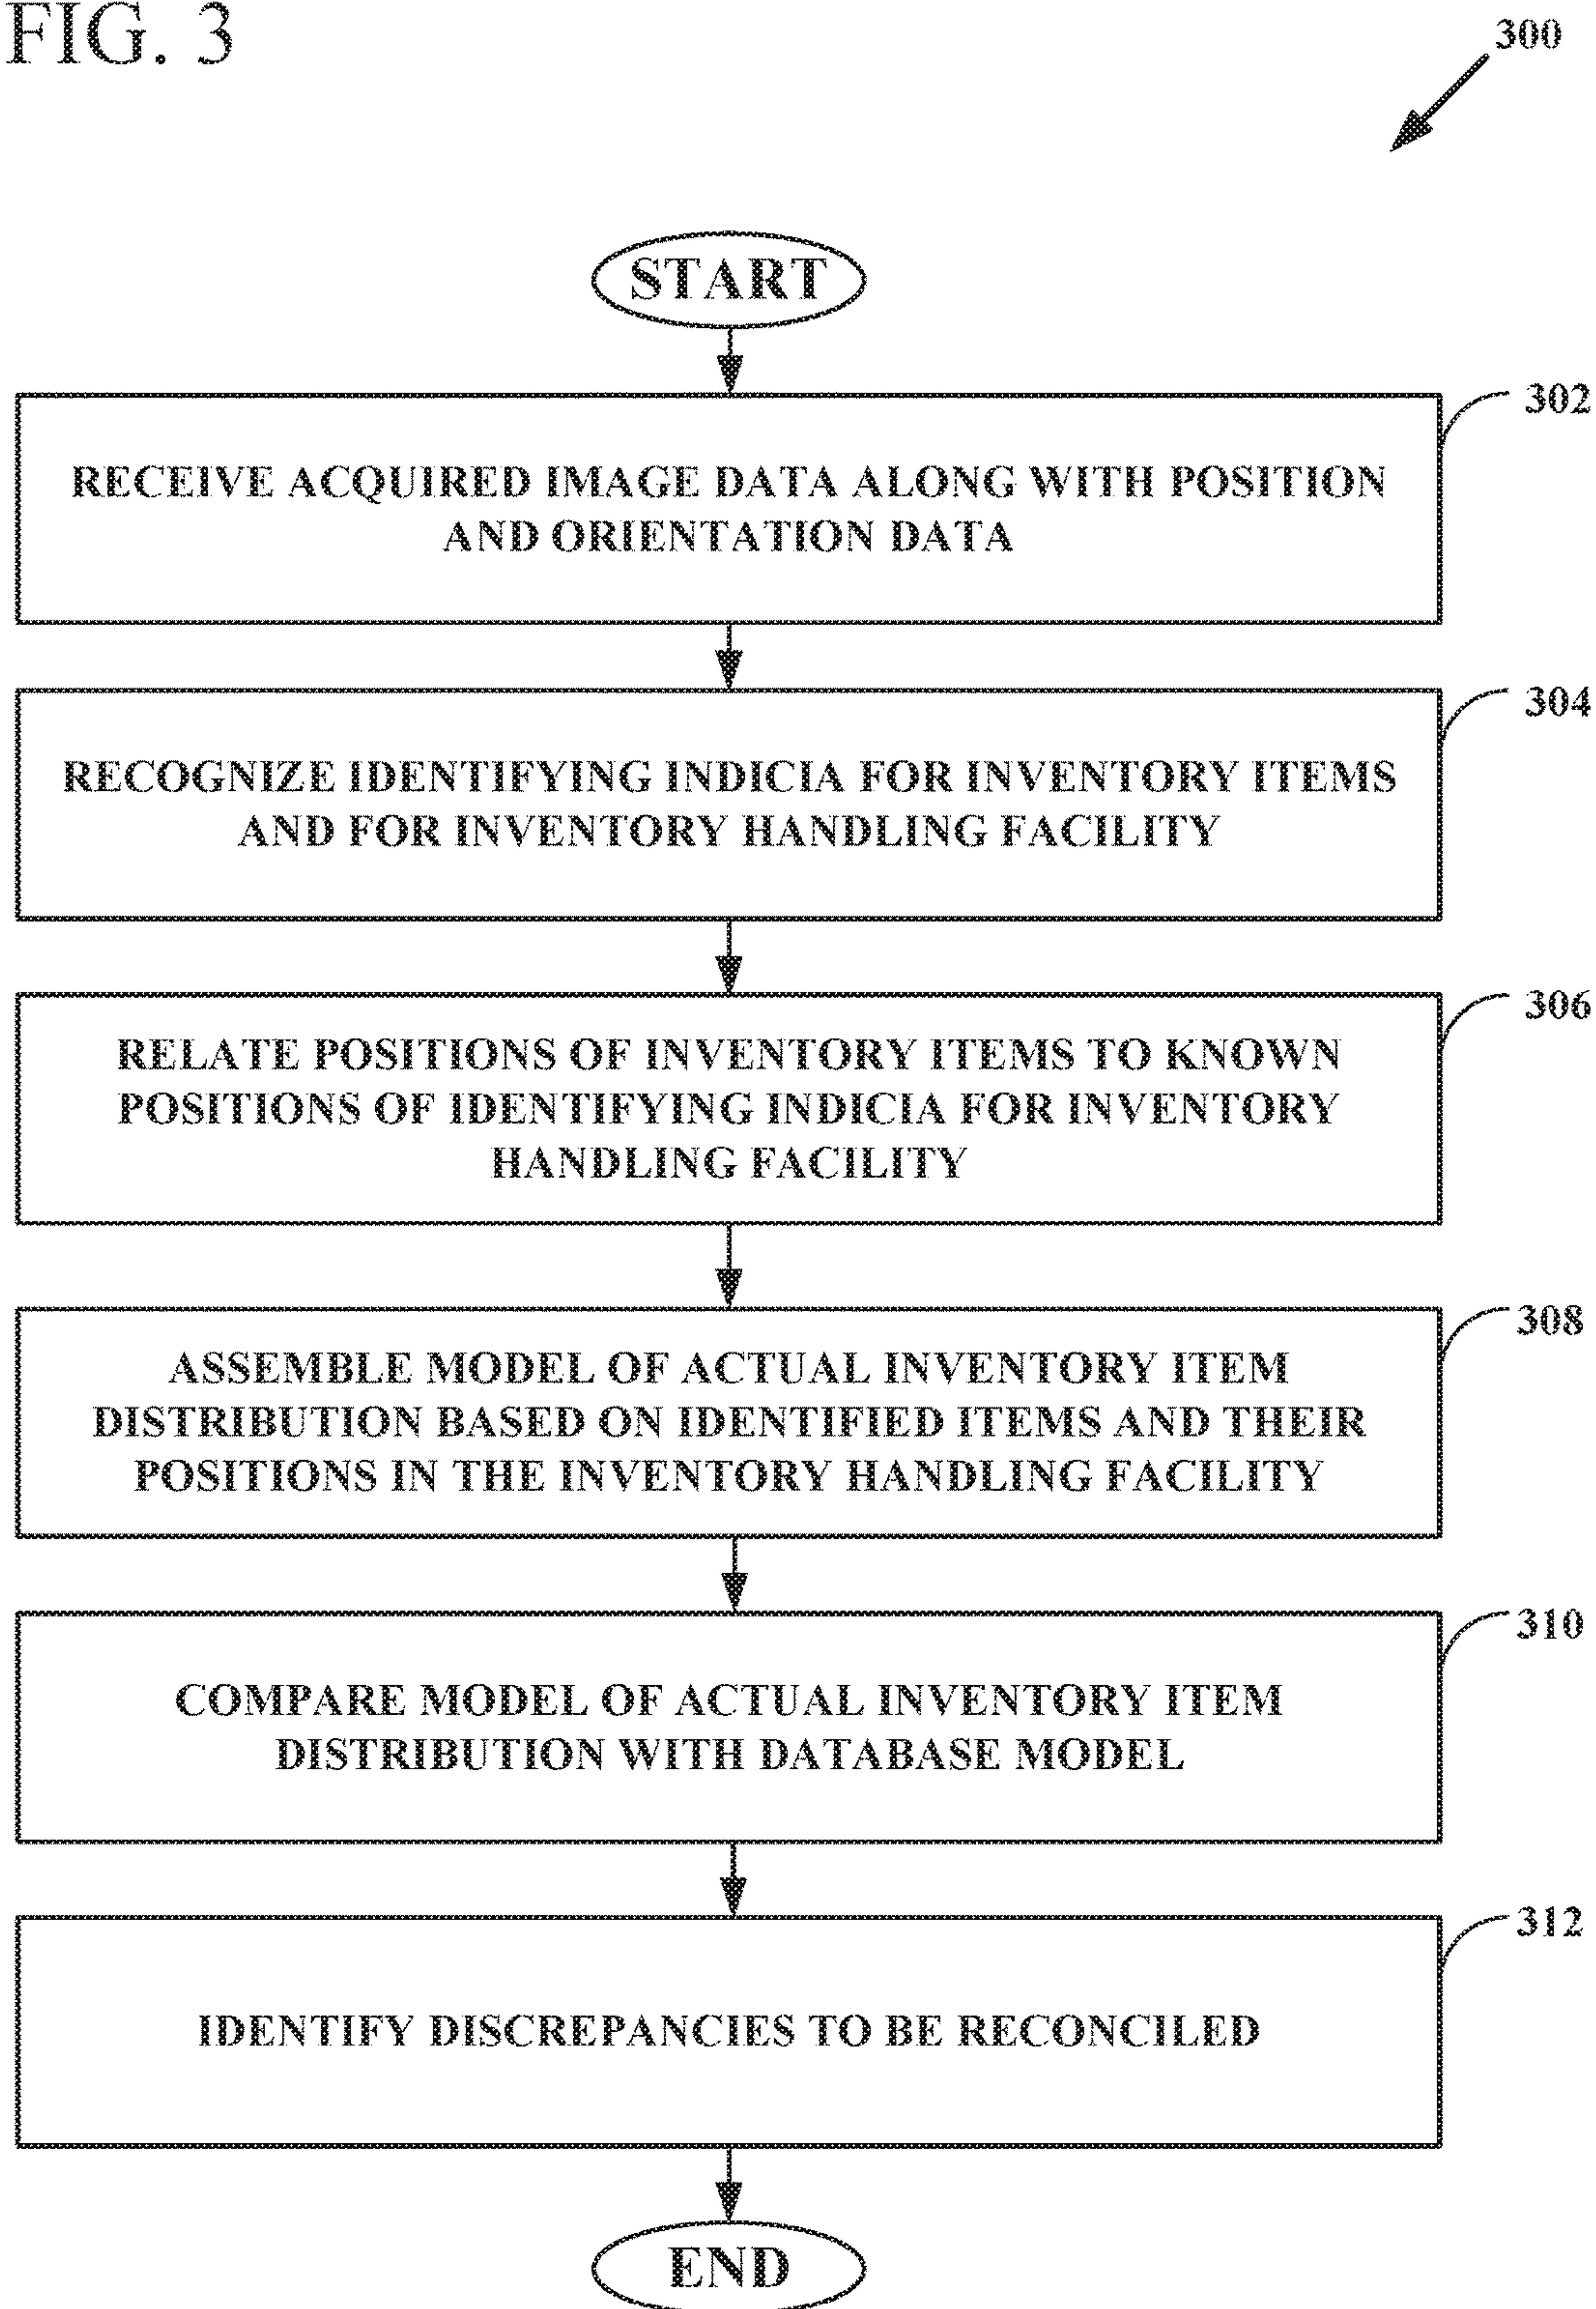 FIG. 3
300
START
302
RECEIVE ACQUIRED IMAGE DATA ALONG WITH POSITION
AND ORIENTATION DATA
304
RECOGNIZE IDENTIFYING INDICIA FOR INVENTORY ITEMS
AND FOR INVENTORY HANDLING FACILITY
306
RELATE POSITIONS OF INVENTORY ITEMS TO KNOWN
POSITIONS OF IDENTIFYING INDICIA FOR INVENTORY
HANDLING FACILITY
308
ASSEMBLE MODEL OF ACTUAL INVENTORY ITEM
DISTRIBUTION BASED ON IDENTIFIED ITEMS AND THEIR
POSITIONS IN THE INVENTORY HANDLING FACILITY
310
COMPARE MODEL OF ACTUAL INVENTORY ITEM
DISTRIBUTION WITH DATABASE MODEL
312
IDENTIFY DISCREPANCIES TO BE RECONCILED
END